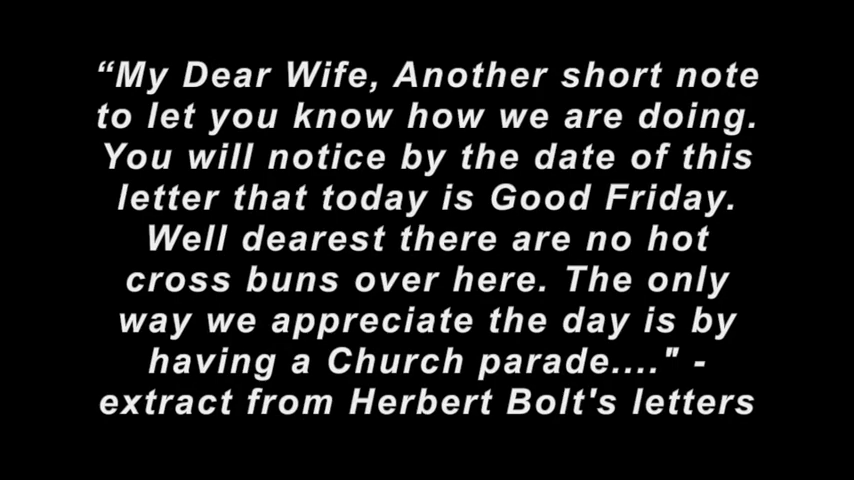 “My Dear Wife, Another short note
to let you know how we are doing.
You will notice by the date of this
letter that today is Good Friday.
Well dearest there are no hot
cross buns over here. The only
way we appreciate the day is by
having a Church parade...." -
extract from Herbert Bolt's letters